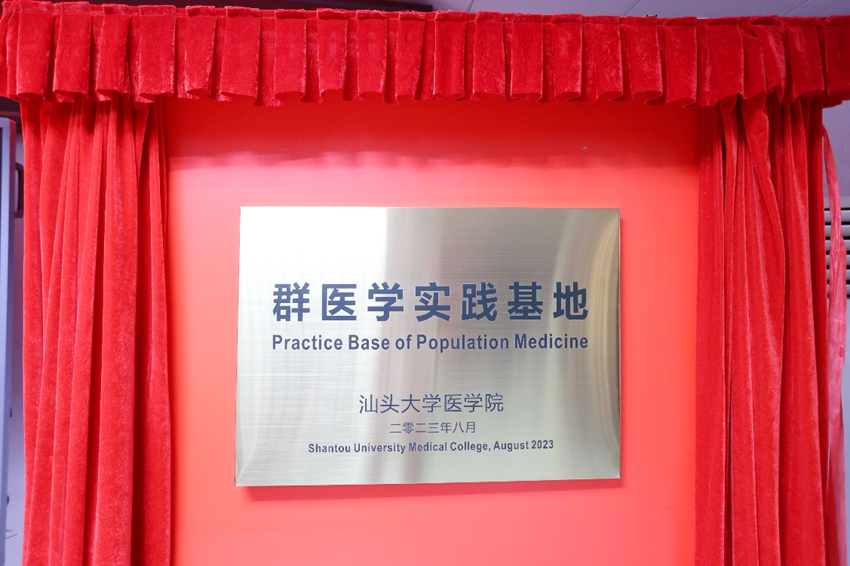 群医学实践基地
Practice Base of Population Medicine
汕头大学医学院
二零二三年八月
Shantou University Medical College, August 2023